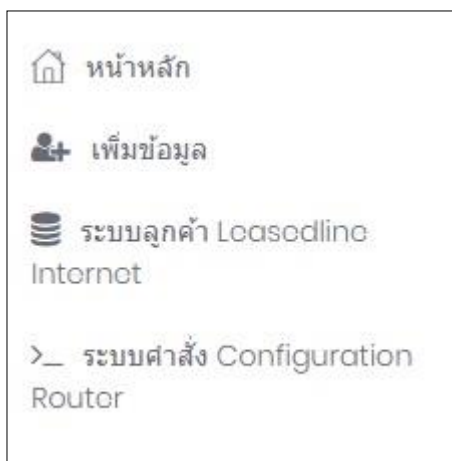 หน้าหลัก
เพิ่มข้อมูล
ระบบลูกค้า Leasedline
Internet
ระบบคำสั่ง Configuration
Router